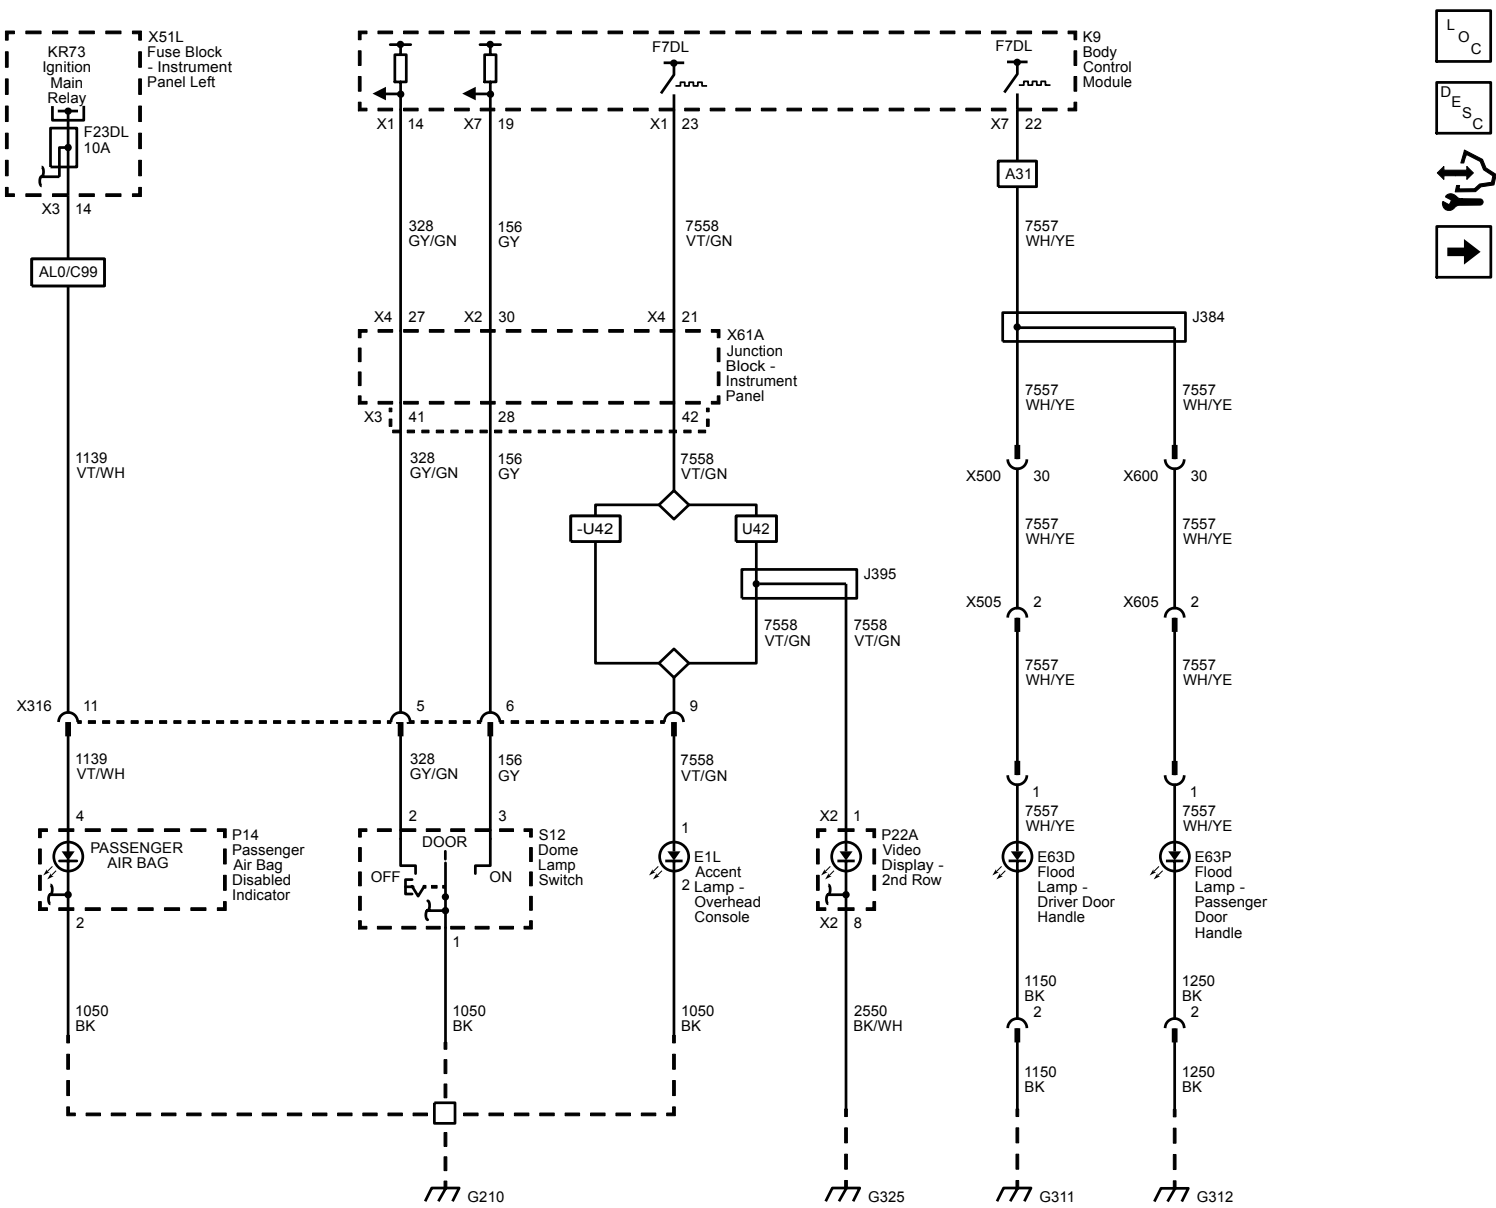 X51L
Fuse Block
- Instrument
Panel Left
KR73
Ignition
Main
Relay
F23DL
10A
X3 14
AL0/C99
1139
VT/WH
K9
Body
Control
Module
F7DL
F7DL
X1 14
X7 19
X1 23
X7 22
A31
328
GY/GN
156
GY
7558
VT/GN
7557
WH/YE
X4 27
X2 30
X4 21
X61A
Junction
Block -
Instrument
Panel
X3 41
28
42
J384
328
GY/GN
156
GY
7558
VT/GN
7557
WH/YE
7557
WH/YE
X500 30
X600 30
-U42
U42
7557
WH/YE
7557
WH/YE
J395
X505 2
X605 2
7558
VT/GN
7558
VT/GN
7557
WH/YE
7557
WH/YE
X316 11
5
6
9
1139
VT/WH
328
GY/GN
156
GY
7558
VT/GN
1
1
7557
WH/YE
7557
WH/YE
4
PASSENGER
AIR BAG
P14
Passenger
Air Bag
Disabled
Indicator
2
2
3
DOOR
OFF
ON
S12
Dome
Lamp
Switch
1
1
E1L
Accent
Lamp -
Overhead
Console
2
X2 1
P22A
Video
Display -
2nd Row
X2 8
E63D
Flood
Lamp -
Driver Door
Handle
E63P
Flood
Lamp -
Passenger
Door
Handle
1050
BK
1050
BK
1050
BK
2550
BK/WH
1150
BK
2
1250
BK
2
1150
BK
1250
BK
G210
G325
G311
G312
LOC
DESC